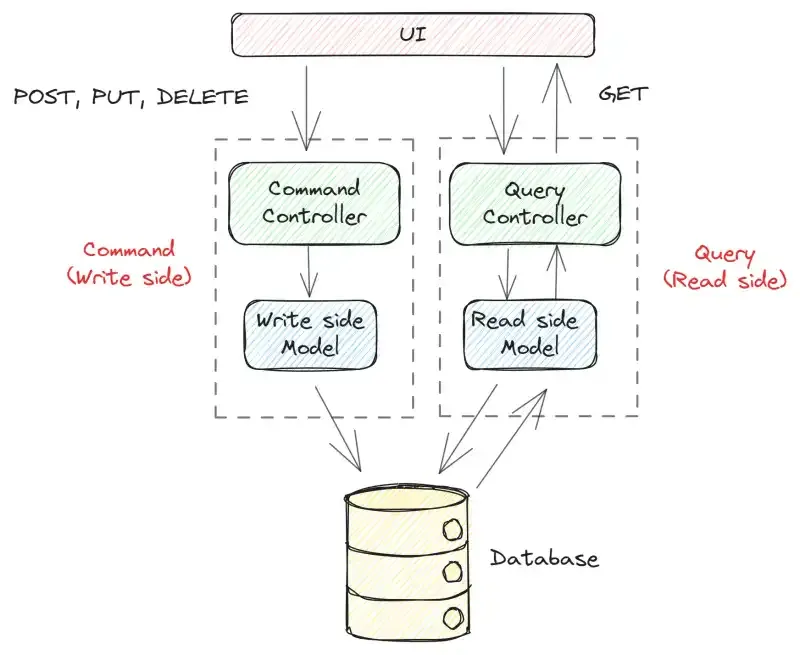 UI
POST, PUT, DELETE
GET
Command
Controller
Query
Controller
Command
(Write side)
Query
(Read side)
Write side
Model
Read side
Model
Database